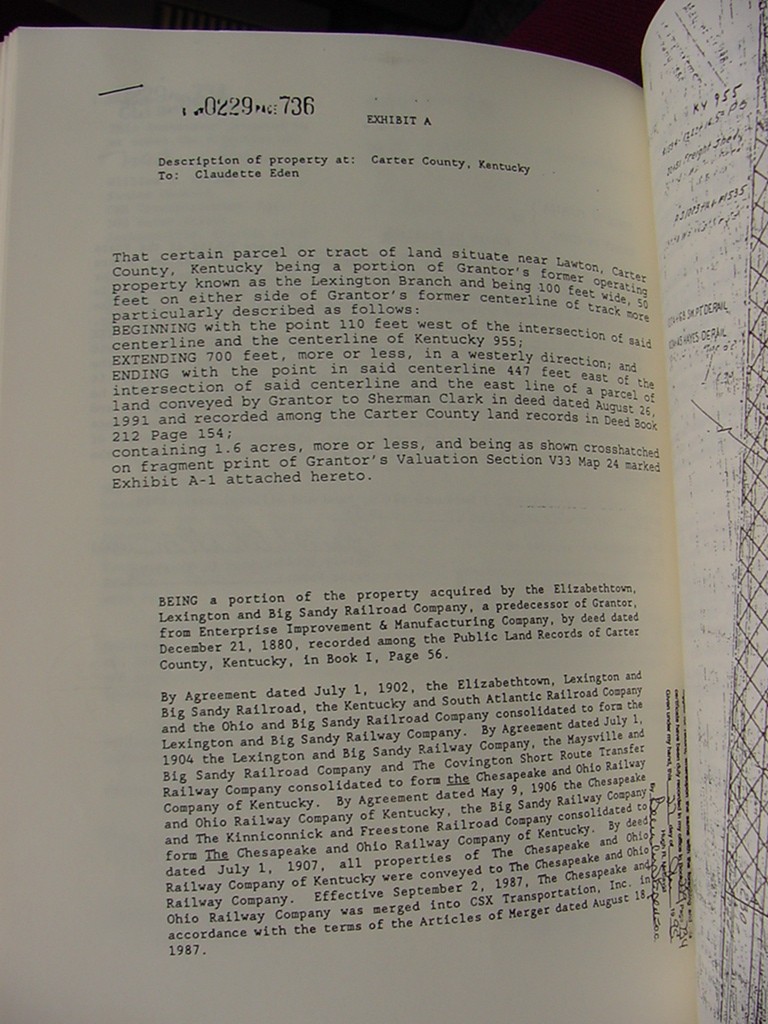 0229 736
EXHIBIT A
Description of property at: Carter County, Kentucky
To: Claudette Eden
That certain parcel or tract of land situate near Lawton, Carter
County, Kentucky being a portion of Grantor's former operating
property known as the Lexington Branch and being 100 feet wide, 50
feet on either side of Grantor's former centerline of track more
particularly described as follows:
BEGINNING with the point 110 feet west of the intersection of said
centerline and the centerline of Kentucky 955;
EXTENDING 700 feet, more or less, in a westerly direction; and
ENDING with the point in said centerline 447 feet east of the
intersection of said centerline and the east line of a parcel of
land conveyed by Grantor to Sherman Clark in deed dated August 26,
1991 and recorded among the Carter County land records in Deed Book
212 Page 154;
containing 1.6 acres, more or less, and being as shown crosshatched
on fragment print of Grantor's Valuation Section V33 Map 24 marked
Exhibit A-1 attached hereto.
BEING a portion of the property acquired by the Elizabethtown,
Lexington and Big Sandy Railroad Company, a predecessor of Grantor,
from Enterprise Improvement & Manufacturing Company, by deed dated
December 21, 1880, recorded among the Public Land Records of Carter
County, Kentucky, in Book I, Page 56.
By Agreement dated July 1, 1902, the Elizabethtown, Lexington and
Big Sandy Railroad, the Kentucky and South Atlantic Railroad Company
and the Ohio and Big Sandy Railroad Company consolidated to form the
Lexington and Big Sandy Railway Company. By Agreement dated July 1,
1904 the Lexington and Big Sandy Railway Company, the Maysville and
Big Sandy Railroad Company and The Covington Short Route Transfer
Railway Company consolidated to form the Chesapeake and Ohio Railway
Company of Kentucky. By Agreement dated May 9, 1906 the Chesapeake
and Ohio Railway Company of Kentucky, the Big Sandy Railway Company
and The Kinniconnick and Freestone Railroad Company consolidated to
form The Chesapeake and Ohio Railway Company of Kentucky. By deed
dated July 1, 1907, all properties of The Chesapeake and Ohio
Railway Company of Kentucky were conveyed to The Chesapeake and Ohio
Railway Company. Effective September 2, 1987, The Chesapeake and
Ohio Railway Company was merged into CSX Transportation, Inc. in
accordance with the terms of the Articles of Merger dated August 18,
1987.
KY 955
PT DERAIL
HAYES DERAIL